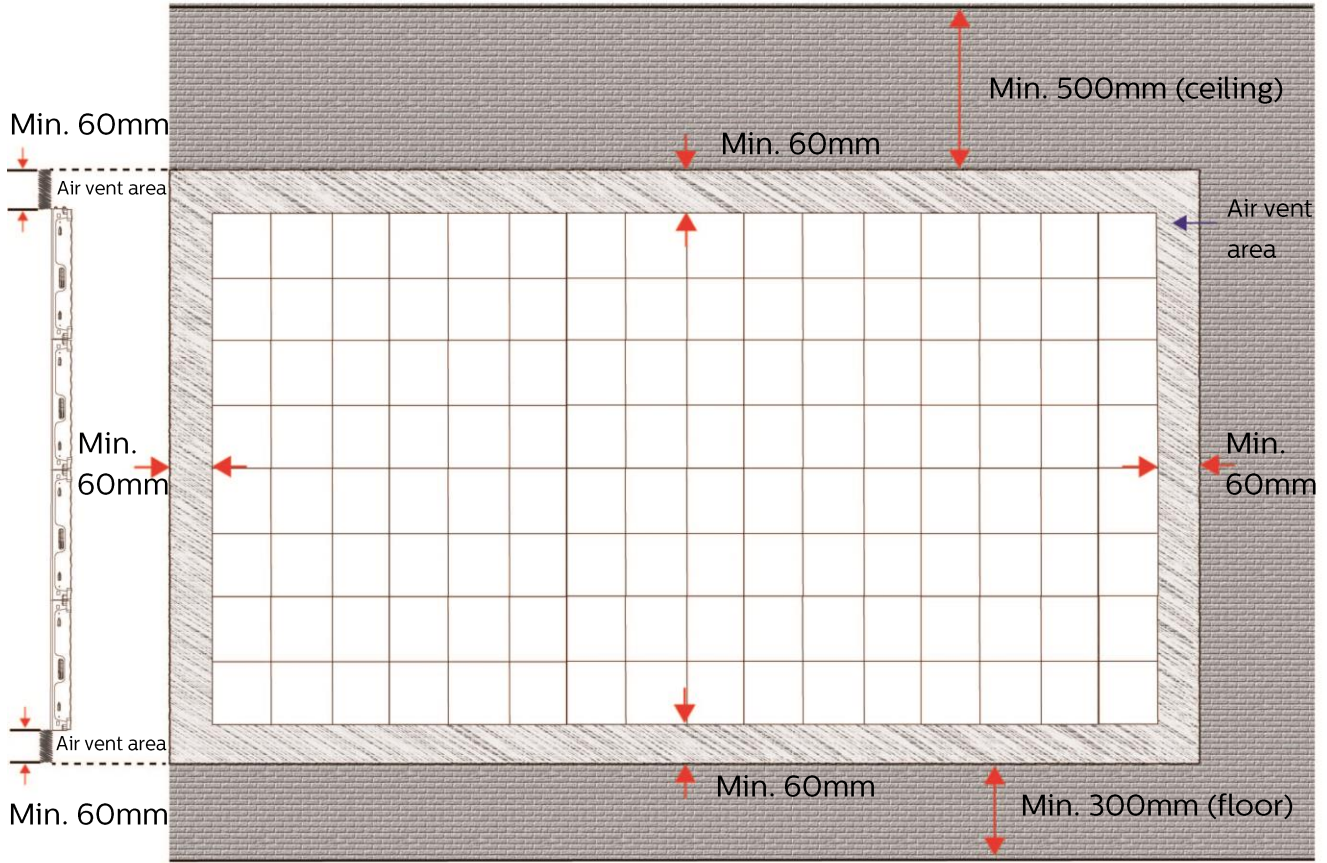 Min. 500mm (ceiling)
Min. 60mm
Min. 60mm
Air vent area
Air vent
area
Min.
60mm
Min.
60mm
Air vent area
Min. 60mm
Min. 60mm
Min. 300mm (floor)